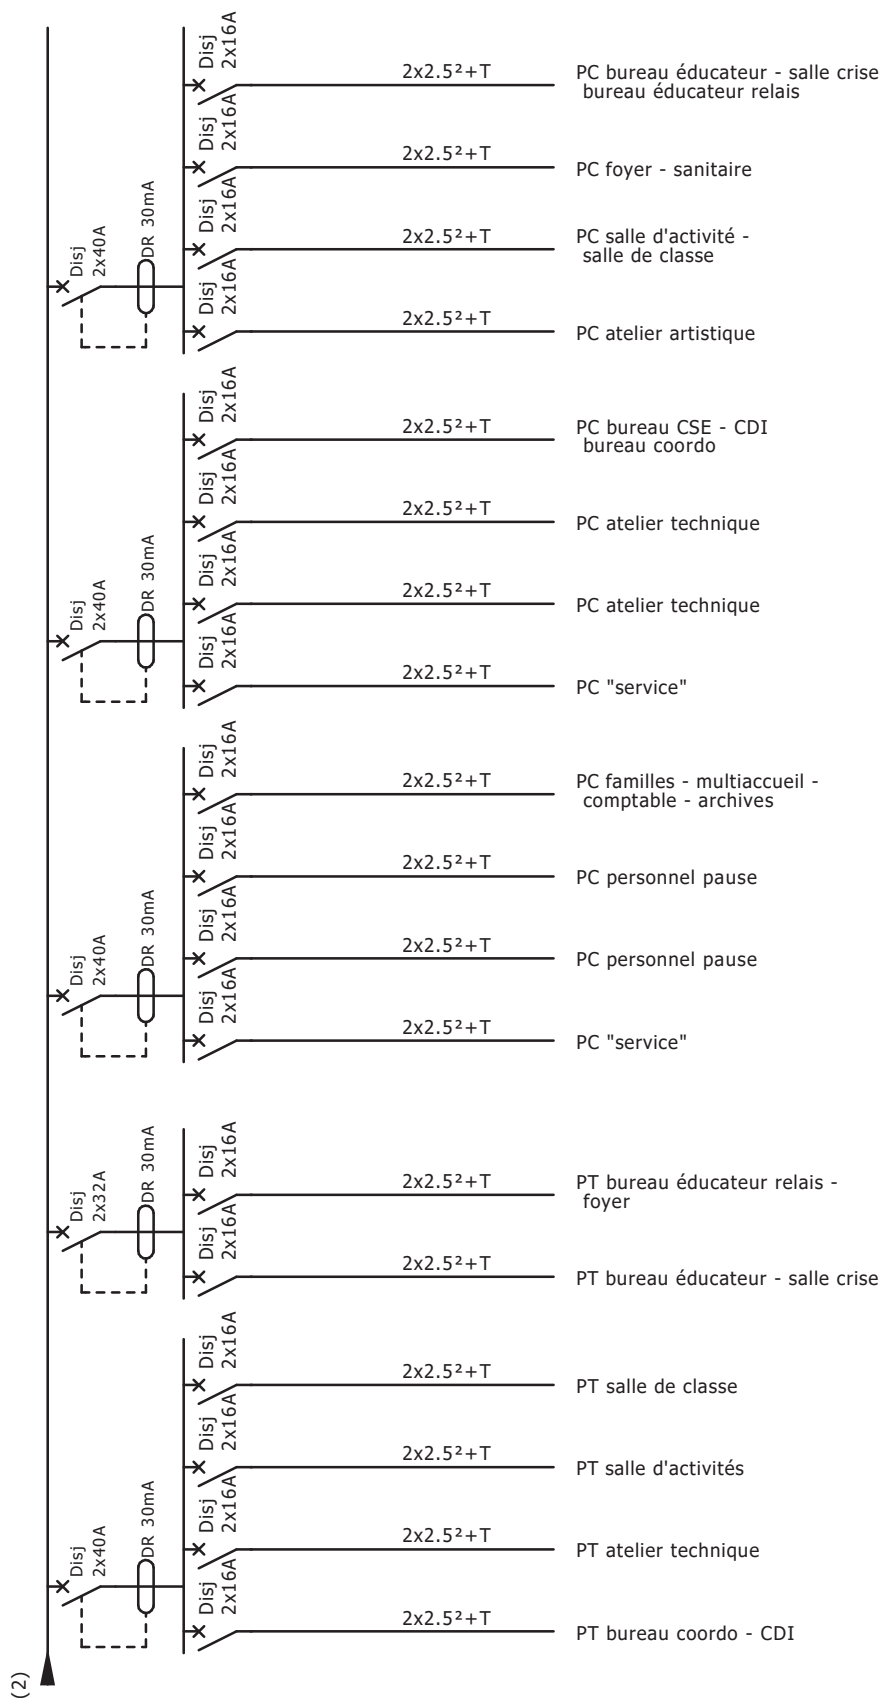 Disj
2x40A
DR 30mA
Disj
2x16A
2x2.5²+T
PC bureau éducateur - salle crise
bureau éducateur relais
Disj
2x16A
2x2.5²+T
PC foyer - sanitaire
Disj
2x16A
2x2.5²+T
PC salle d'activité -
salle de classe
Disj
2x16A
2x2.5²+T
PC atelier artistique
Disj
2x40A
DR 30mA
Disj
2x16A
2x2.5²+T
PC bureau CSE - CDI
bureau coordo
Disj
2x16A
2x2.5²+T
PC atelier technique
Disj
2x16A
2x2.5²+T
PC atelier technique
Disj
2x16A
2x2.5²+T
PC "service"
Disj
2x40A
DR 30mA
Disj
2x16A
2x2.5²+T
PC familles - multiaccueil -
comptable - archives
Disj
2x16A
2x2.5²+T
PC personnel pause
Disj
2x16A
2x2.5²+T
PC personnel pause
Disj
2x16A
2x2.5²+T
PC "service"
Disj
2x32A
DR 30mA
Disj
2x16A
2x2.5²+T
PT bureau éducateur relais -
foyer
Disj
2x16A
2x2.5²+T
PT bureau éducateur - salle crise
Disj
2x40A
DR 30mA
Disj
2x16A
2x2.5²+T
PT salle de classe
Disj
2x16A
2x2.5²+T
PT salle d'activités
Disj
2x16A
2x2.5²+T
PT atelier technique
Disj
2x16A
2x2.5²+T
PT bureau coordo - CDI
(2)